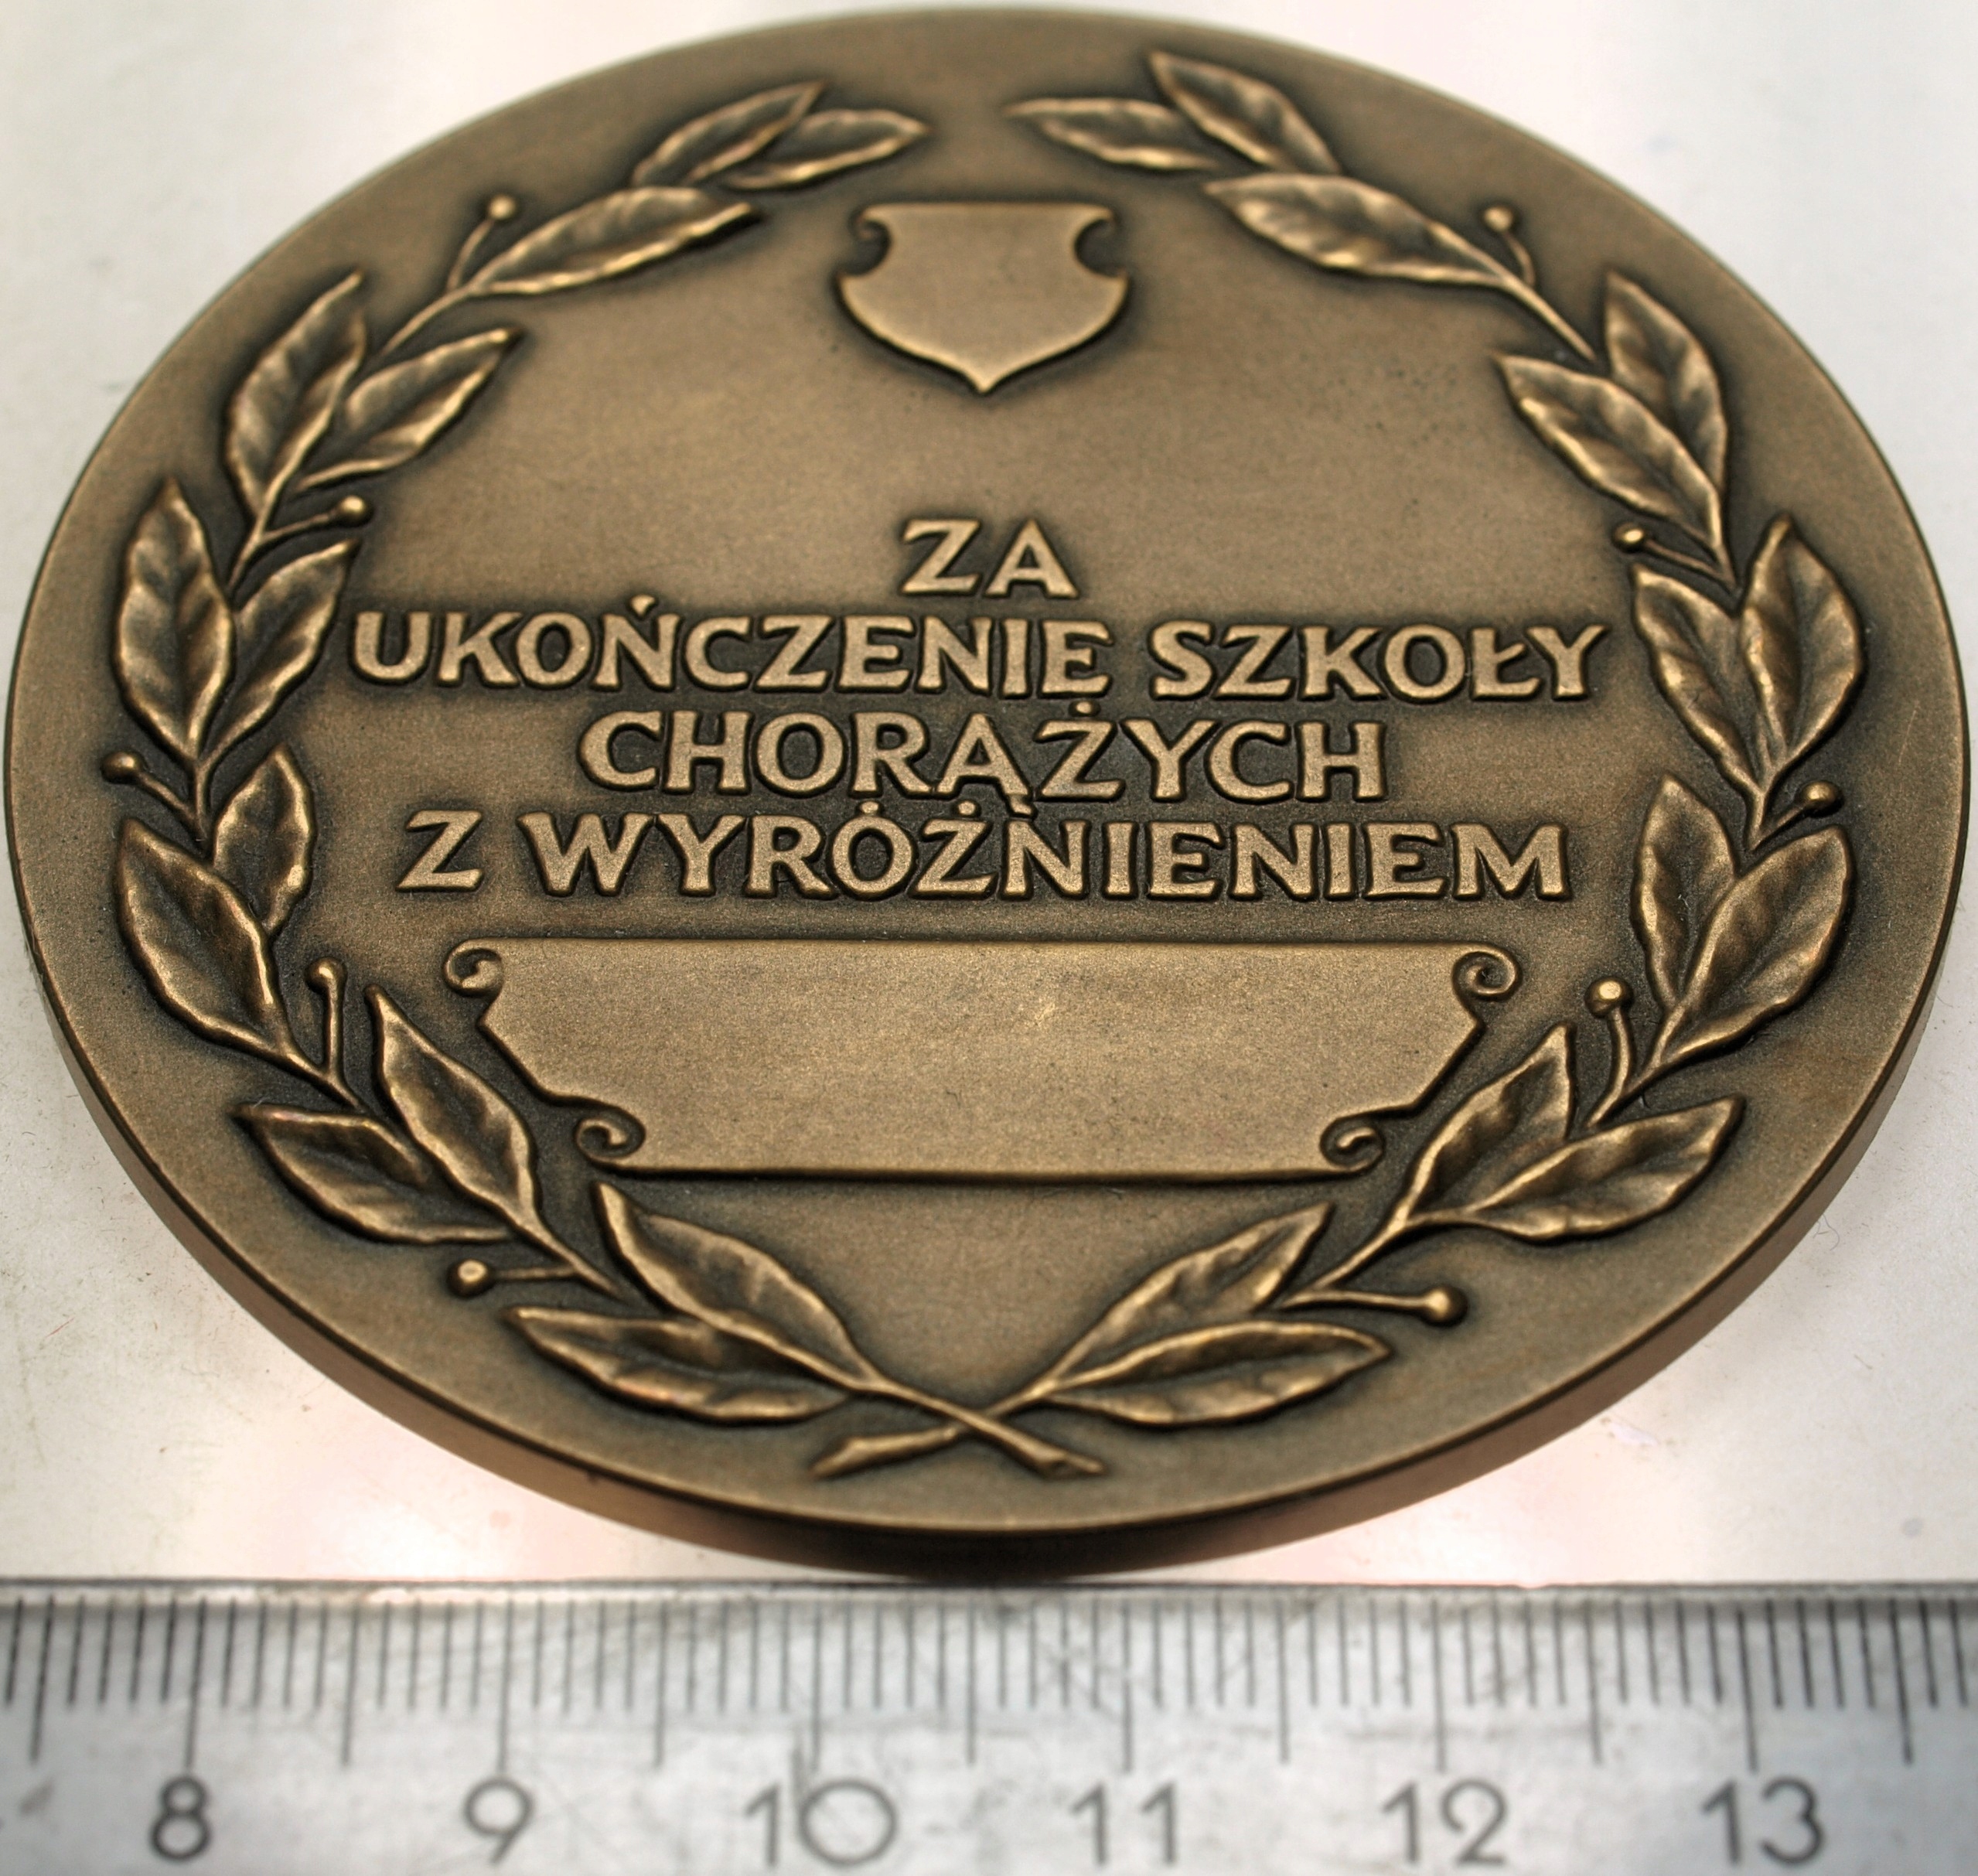 ZA
UKOŃCZENIE SZKOŁY
CHORĄŻYCH
Z WYRÓŻNIENIEM
8 9 10 11 12 13